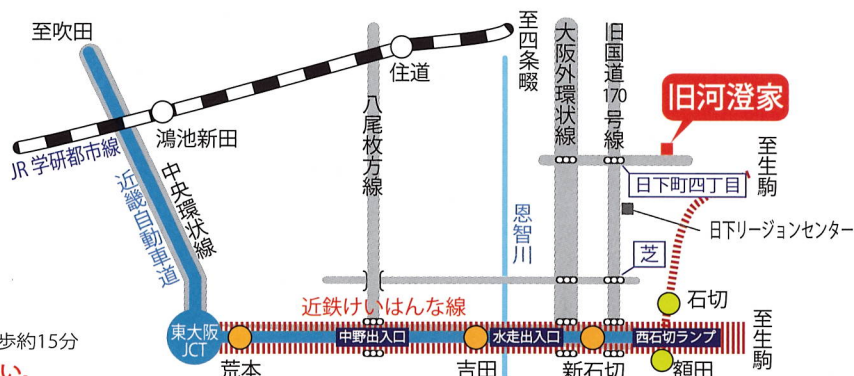 至吹田
住道
鴻池新田
JR 学研都市線
近畿自動車道
中央環状線
八尾枚方線
至四条畷
恩智川
大阪外環状線
旧国道170号線
旧河澄家
至生駒
日下町四丁目
日下リージョンセンター
芝
石切
近鉄けいはんな線
東大阪
JCT
中野出入口
水走出入口
西石切ランプ
至生駒
荒本
吉田
新石切
額田
歩約15分
い。